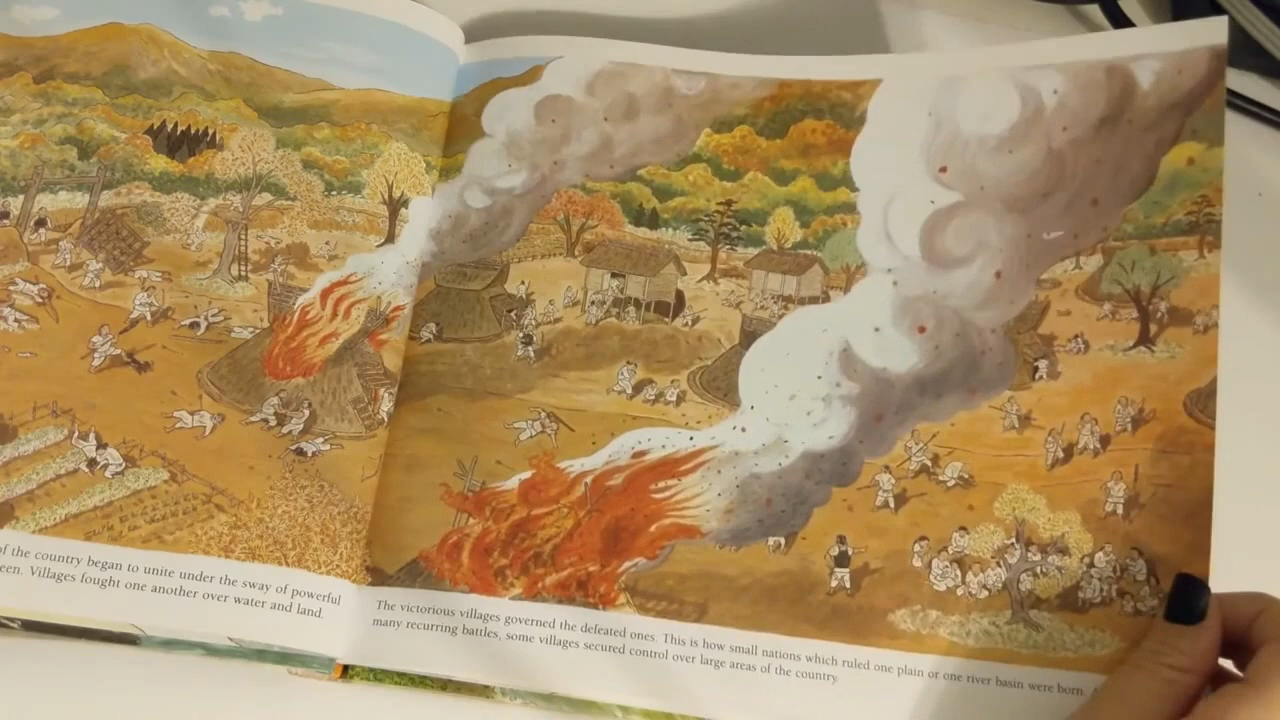 of the country began to unite under the sway of powerful
een. Villages fought one another over water and land.
The victorious villages governed the defeated ones. This is how small nations which ruled one plain or one river basin were born.
many recurring battles, some villages secured control over large areas of the country.